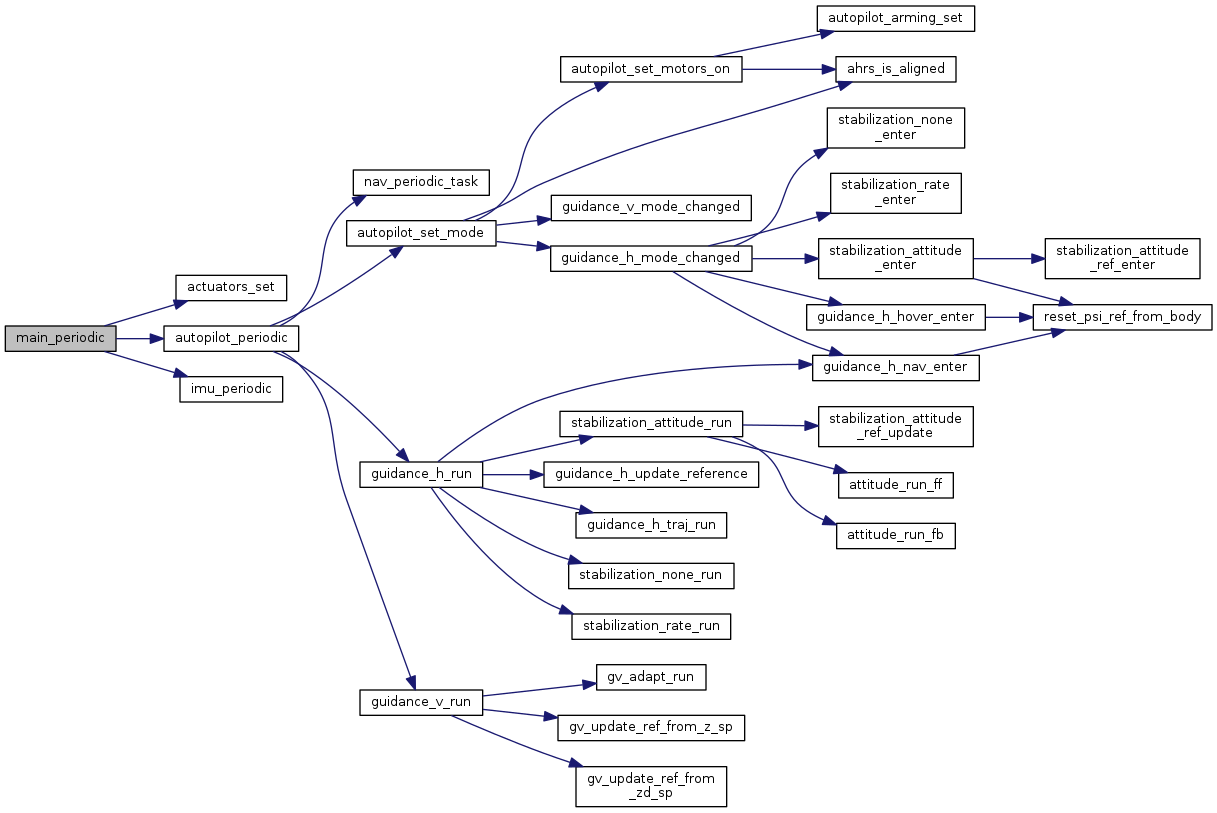 autopilot_arming_set
autopilot_set_motors_on
ahrs_is_aligned
stabilization_none
_enter
nav_periodic_task
stabilization_rate
_enter
guidance_v_mode_changed
autopilot_set_mode
guidance_h_mode_changed
stabilization_attitude
_enter
stabilization_attitude
_ref_enter
actuators_set
guidance_h_hover_enter
reset_psi_ref_from_body
main_periodic
autopilot_periodic
guidance_h_nav_enter
imu_periodic
stabilization_attitude_run
stabilization_attitude
_ref_update
guidance_h_run
guidance_h_update_reference
attitude_run_ff
guidance_h_traj_run
attitude_run_fb
stabilization_none_run
stabilization_rate_run
gv_adapt_run
guidance_v_run
gv_update_ref_from_z_sp
gv_update_ref_from
_zd_sp